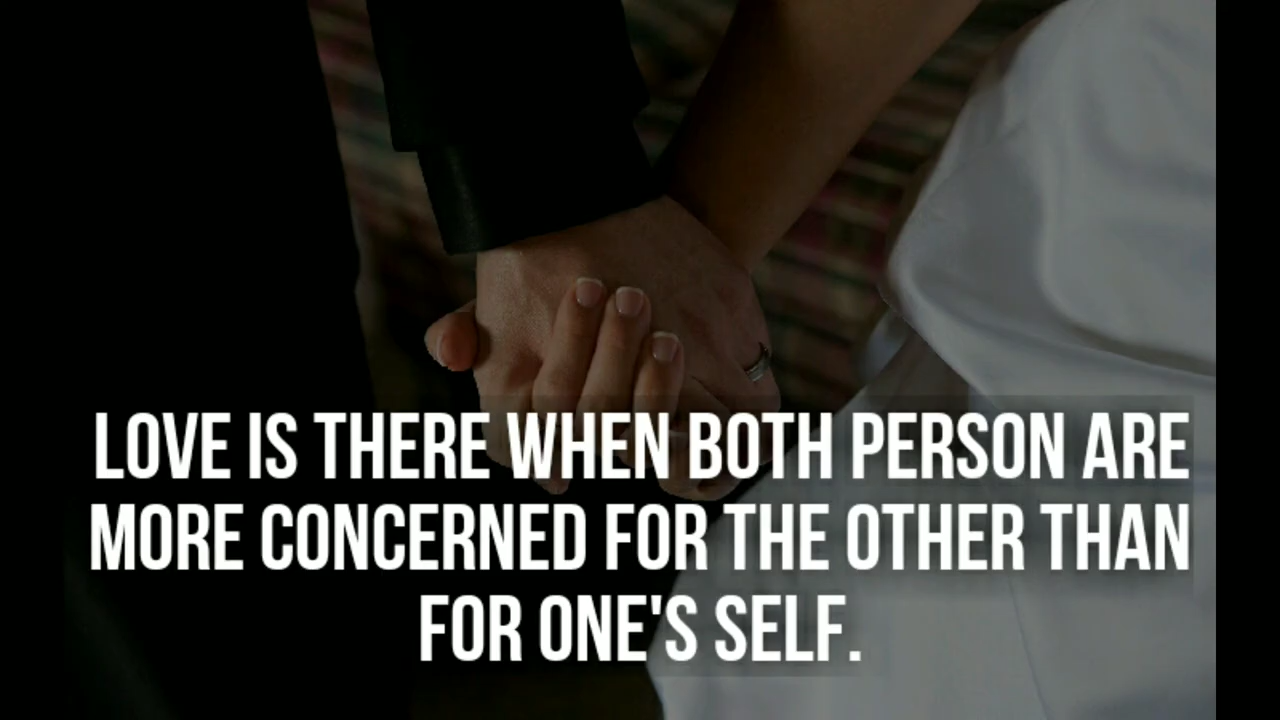 LOVE IS THERE WHEN BOTH PERSON ARE
MORE CONCERNED FOR THE OTHER THAN
FOR ONE'S SELF.